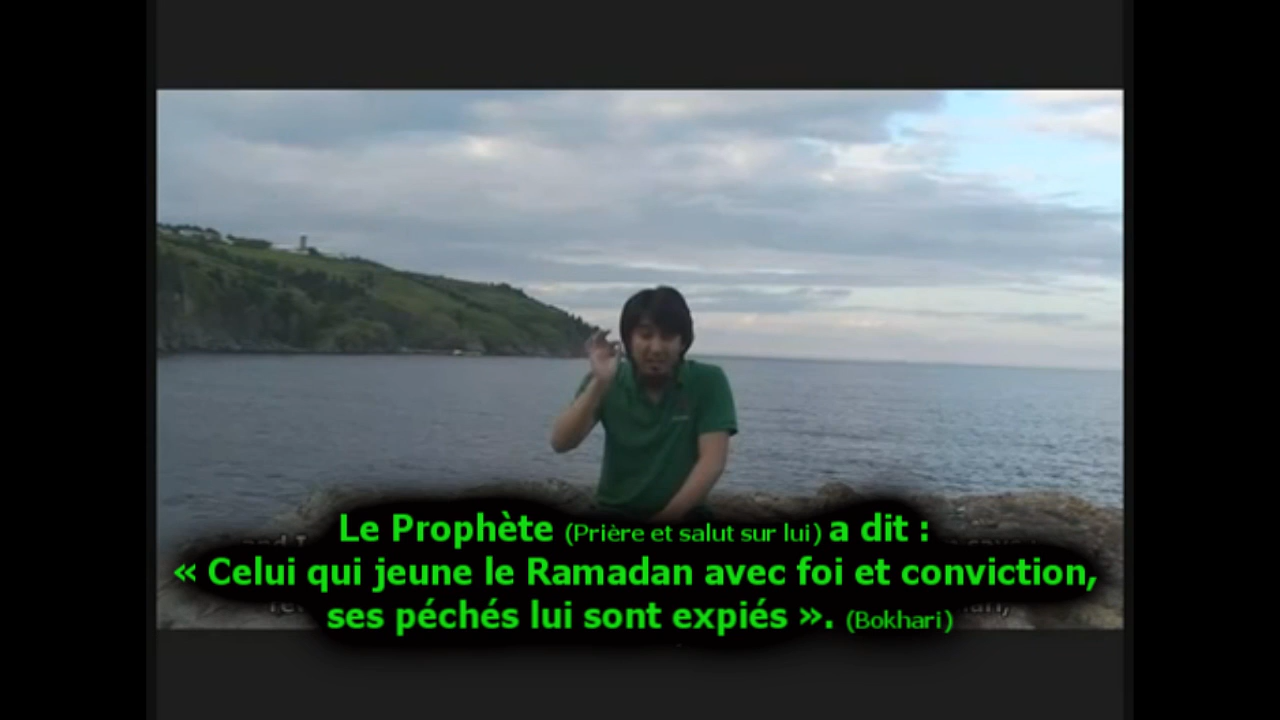 Le Prophète (Prière et salut sur lui) a dit :
« Celui qui jeune le Ramadan avec foi et conviction,
ses péchés lui sont expiés ». (Bokhari)